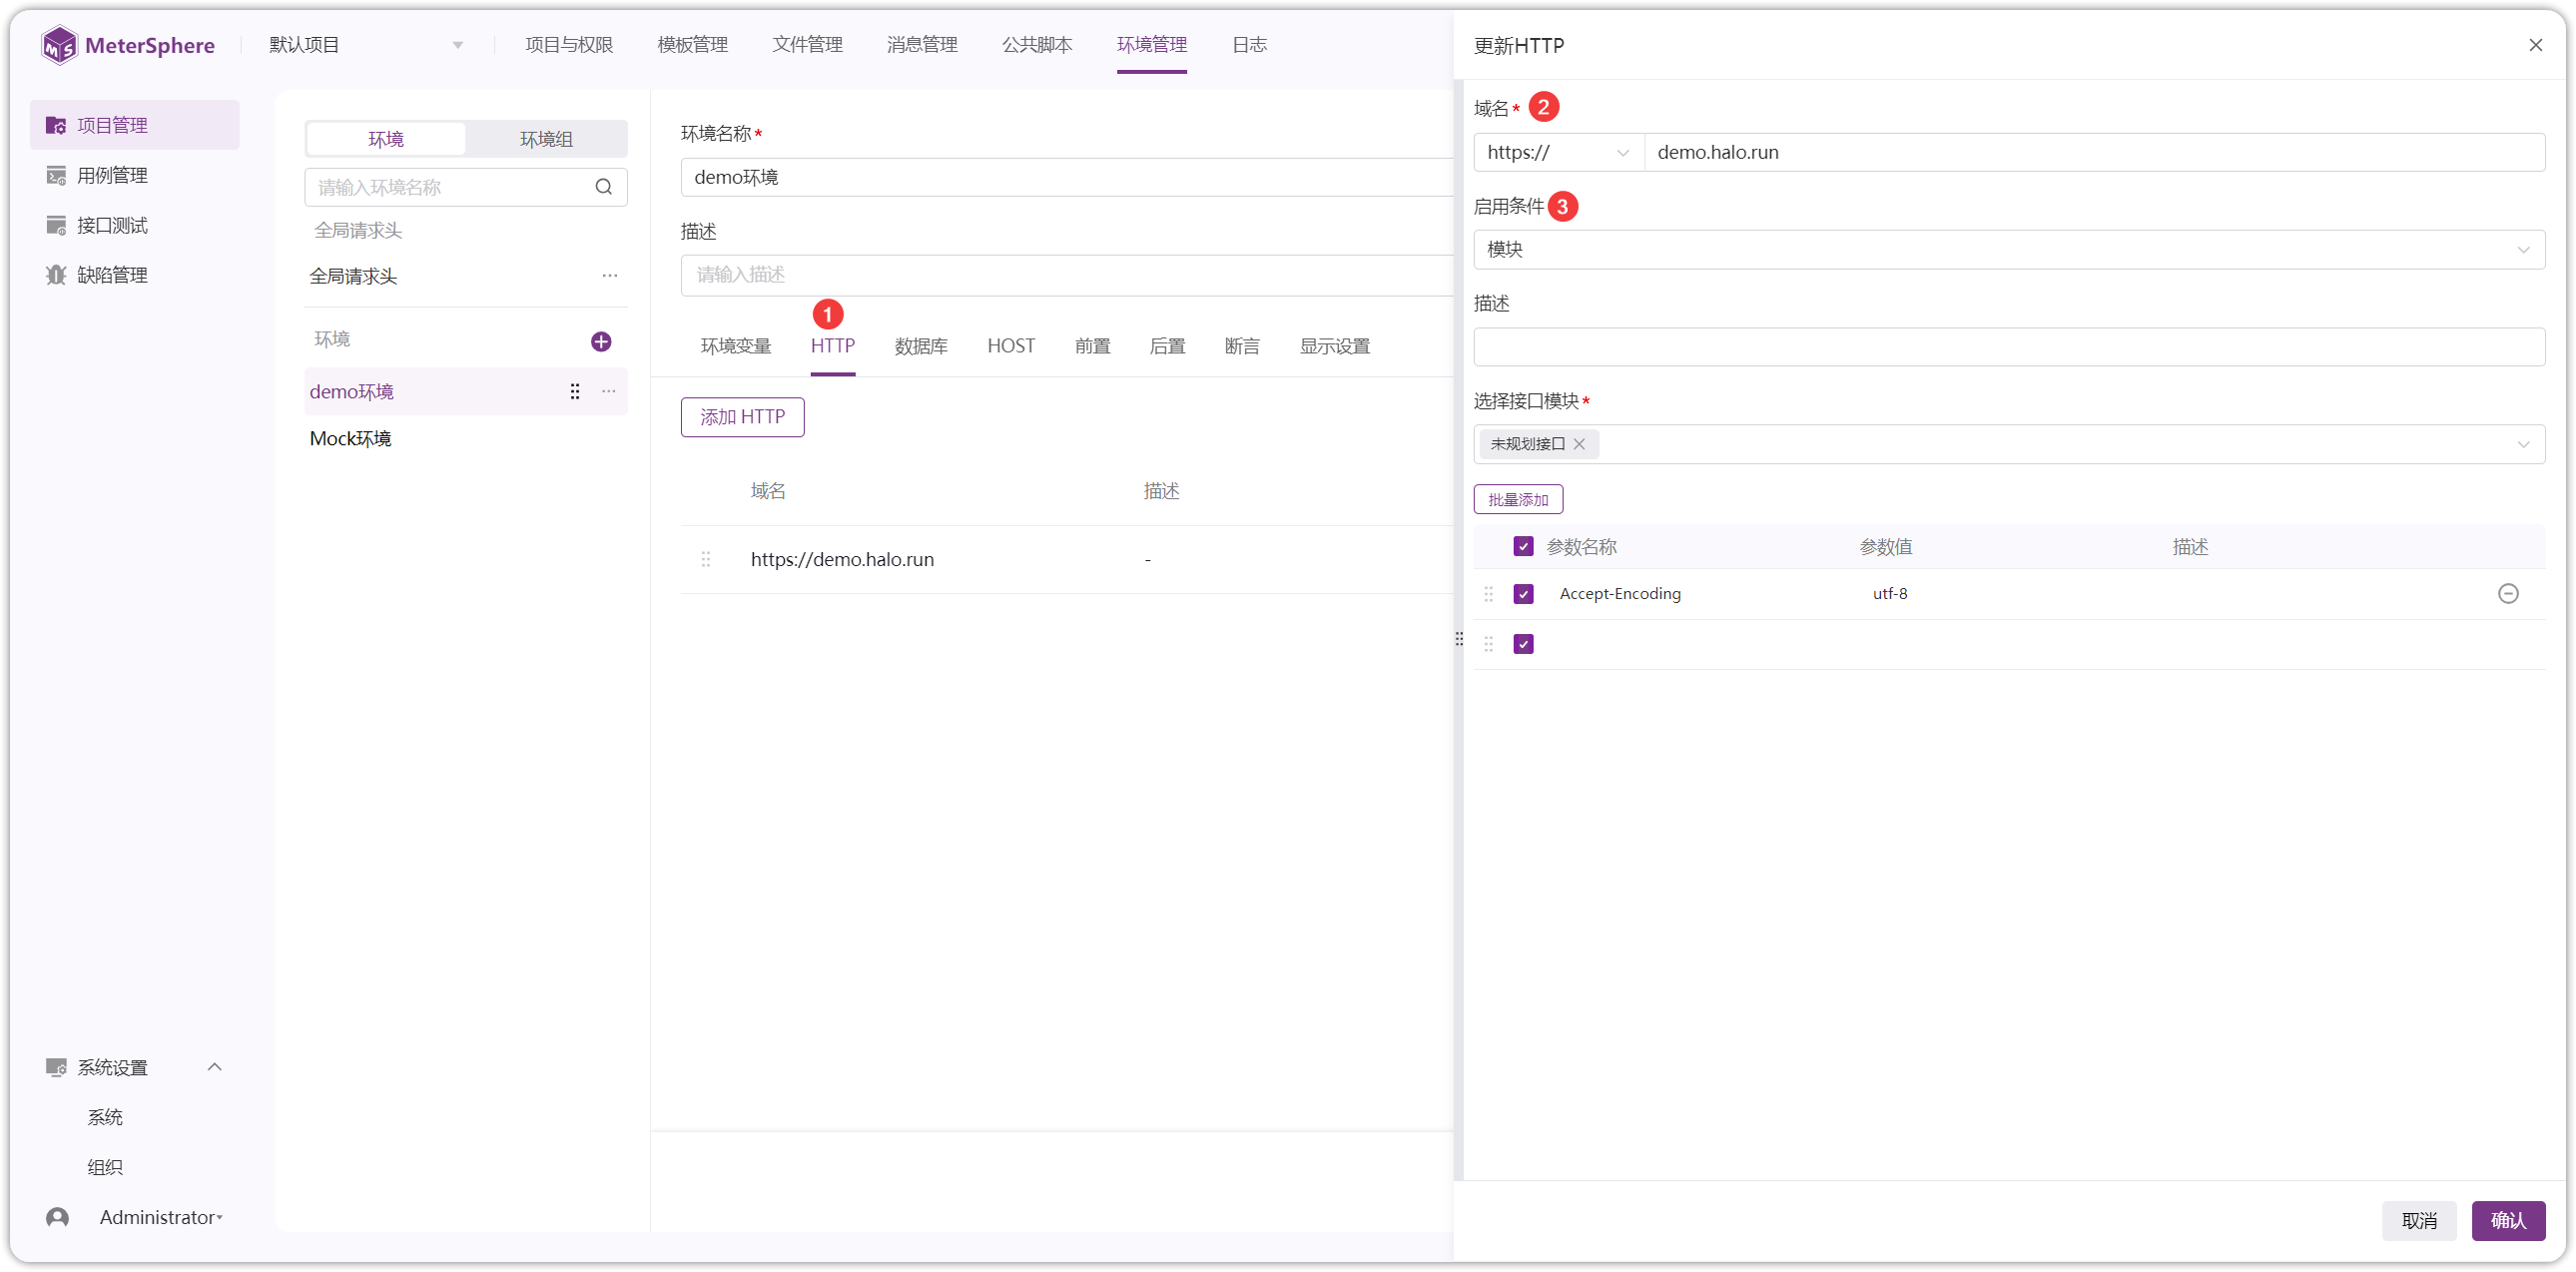 MeterSphere
默认项目
项目与权限
模板管理
文件管理
消息管理
公共脚本
环境管理
日志
项目管理
用例管理
接口测试
缺陷管理
系统设置
系统
组织
Administrator
环境
环境组
请输入环境名称
全局请求头
全局请求头
环境
demo环境
Mock环境
环境名称*
demo环境
描述
请输入描述
1
环境变量
HTTP
数据库
HOST
前置
后置
断言
显示设置
添加 HTTP
域名
描述
https://demo.halo.run
-
更新HTTP
域名* 2
https://
demo.halo.run
启用条件 3
模块
描述
选择接口模块*
未规划接口
批量添加
参数名称
参数值
描述
Accept-Encoding
utf-8
取消
确认